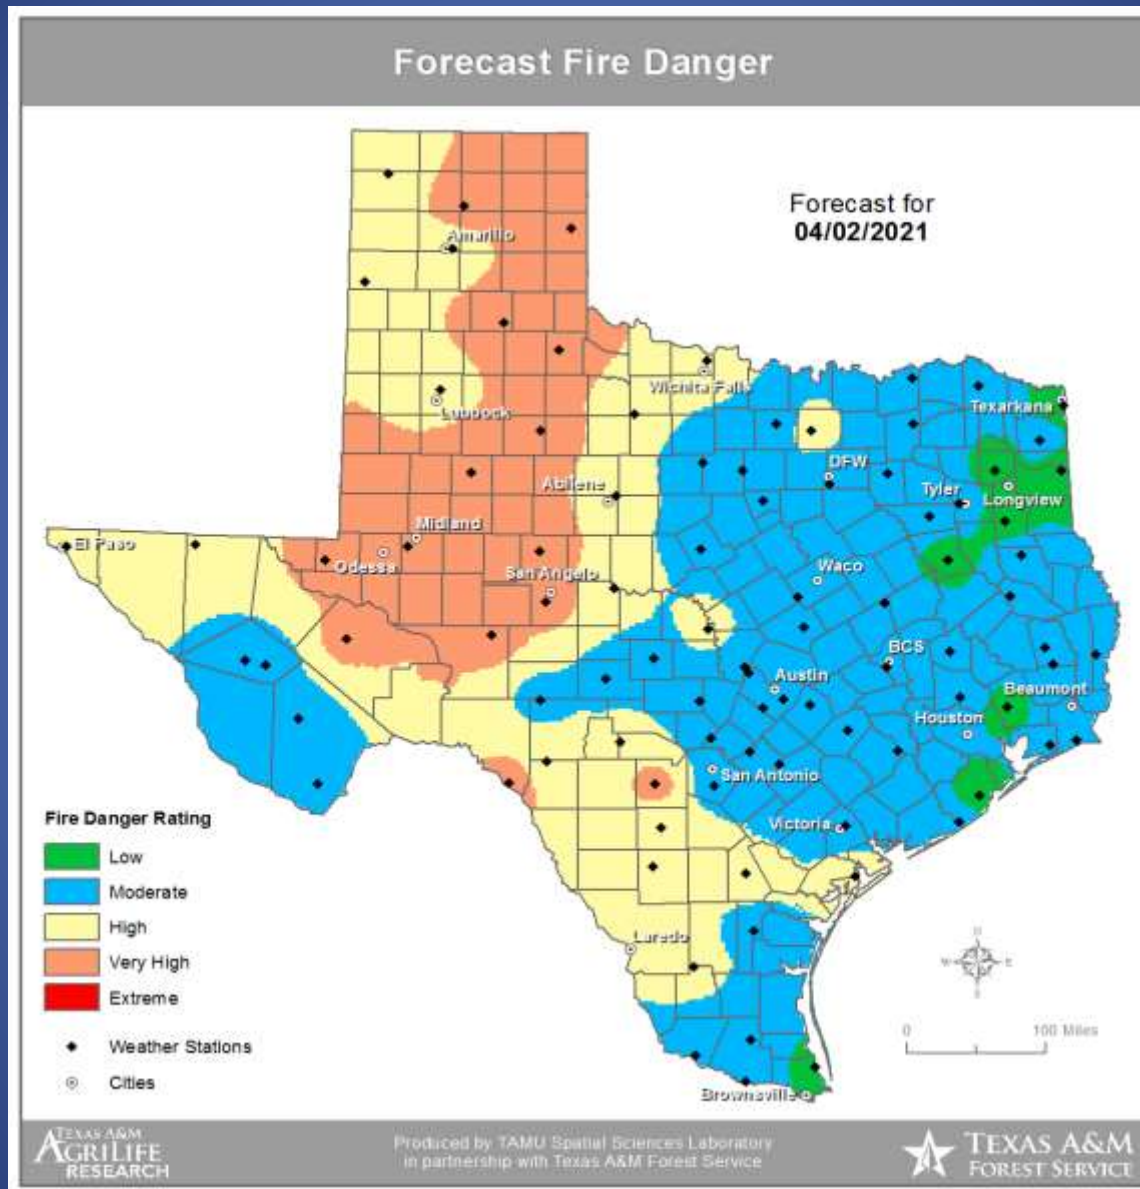 Forecast Fire Danger
Forecast for
04/02/2021
Amarillo
Wichita Falls
Lubbock
Texarkana
DFW
Abilene
Tyler
Longview
Midland
El Paso
Odessa
San Angelo
Waco
BCS
Austin
Beaumont
Houston
San Antonio
Victoria
Laredo
Brownsville
Fire Danger Rating
Low
Moderate
High
Very High
Extreme
Weather Stations
Cities
N
W E
S
0 100 Miles
TEXAS A&M
AGRILIFE
RESEARCH
Produced by TAMU Spatial Sciences Laboratory
in partnership with Texas A&M Forest Service
TEXAS A&M
FOREST SERVICE